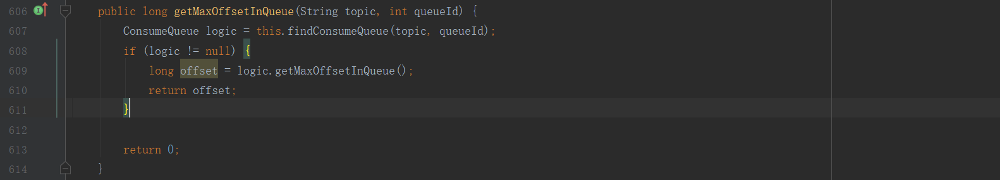 606 I public long getMaxOffsetInQueue(String topic, int queueId) {
607 ConsumeQueue logic = this.findConsumeQueue(topic, queueId);
608 if (logic != null) {
609 long offset = logic.getMaxOffsetInQueue();
610 return offset;
611 }
612
613 return 0;
614 }